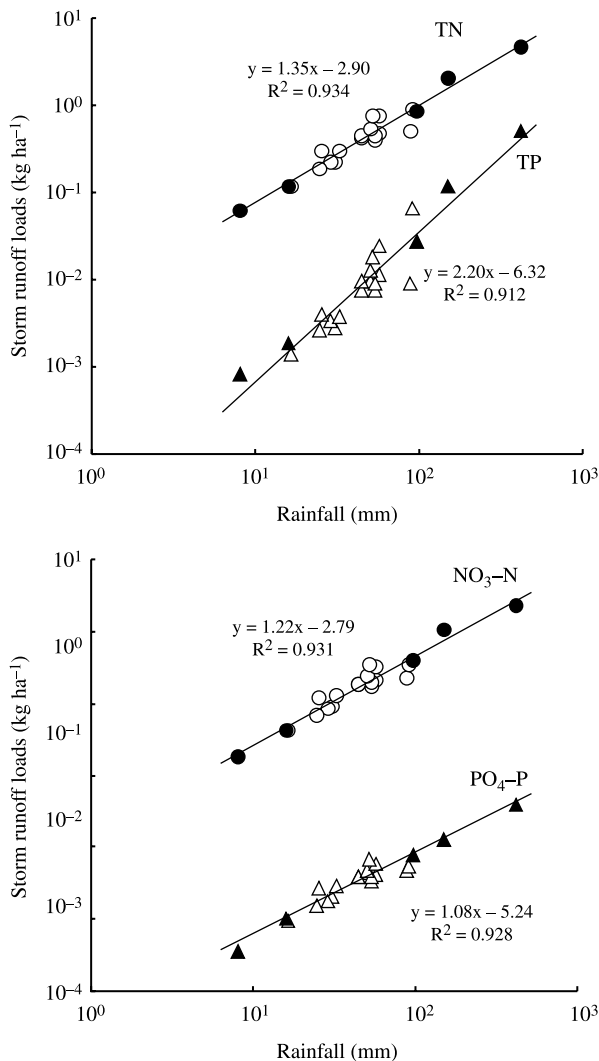 10¹
TN
y = 1.35x – 2.90
R² = 0.934
10⁰
Storm runoff loads (kg ha⁻¹)
TP
10⁻¹
10⁻²
y = 2.20x – 6.32
R² = 0.912
10⁻³
10⁻⁴
10⁰ 10¹ 10² 10³
Rainfall (mm)
10¹
NO₃–N
y = 1.22x – 2.79
R² = 0.931
10⁰
Storm runoff loads (kg ha⁻¹)
10⁻¹
PO₄–P
10⁻²
10⁻³
y = 1.08x – 5.24
R² = 0.928
10⁻⁴
10⁰ 10¹ 10² 10³
Rainfall (mm)